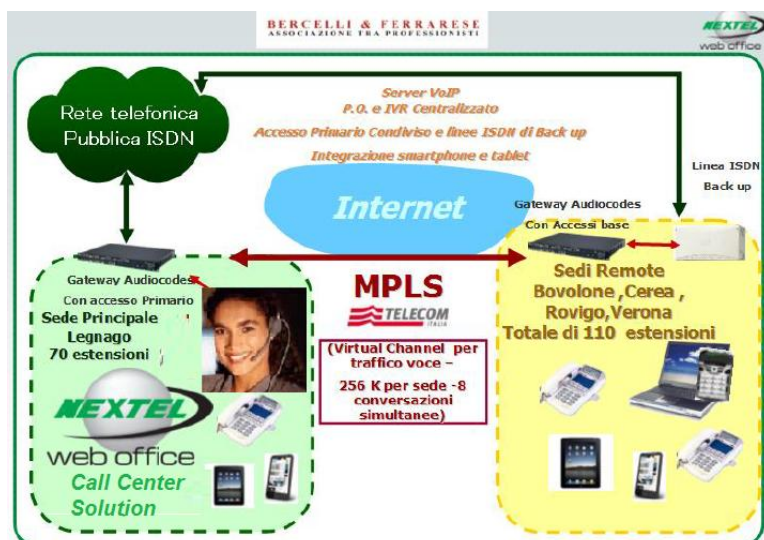 BERCELLI & FERRARESE
ASSOCIAZIONE TRA PROFESSIONISTI
NEXTEL
web office
Rete telefonica
Pubblica ISDN
Server VoIP
P.O. e IVR Centralizzato
Accesso Primario Condiviso e linee ISDN di Back up
Integrazione smartphone e tablet
Linea ISDN
Back up
Internet
Gateway Audiocodes
Con Accessi base
Gateway Audiocodes
Con accesso Primario
Sede Principale
Legnago
70 estensioni
MPLS
TELECOM
ITALIA
(Virtual Channel per
traffico voce –
256 K per sede -8
conversazioni
simultanee)
Sedi Remote
Bovolone ,Cerea ,
Rovigo,Verona
Totale di 110 estensioni
NEXTEL
web office
Call Center
Solution